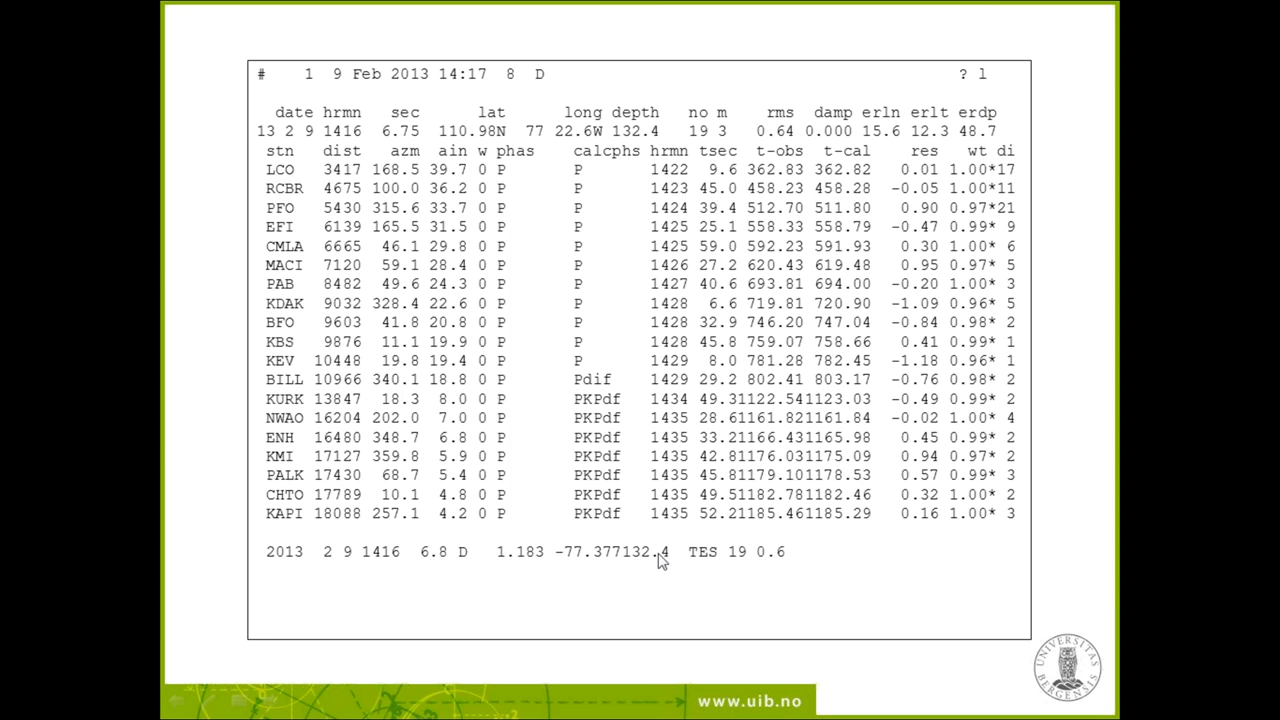 #    1  9 Feb 2013 14:17  8  D                                            ? l
  date hrmn   sec         lat         long depth   no m    rms   damp erln erlt erdp
13 2 9 1416  6.75  110.98N  77 22.6W 132.4   19 3   0.64 0.000 15.6 12.3 48.7
 stn   dist   azm  ain w phas       calcphs hrmn tsec  t-obs  t-cal    res   wt di
 LCO   3417 168.5 39.7 0 P       P       1422   9.6 362.83 362.82   0.01 1.00*17
 RCBR  4675 100.0 36.2 0 P       P       1423  45.0 458.23 458.28  -0.05 1.00*11
 PFO   5430 315.6 33.7 0 P       P       1424  39.4 512.70 511.80   0.90 0.97*21
 EFI   6139 165.5 31.5 0 P       P       1425  25.1 558.33 558.79  -0.47 0.99* 9
 CMLA  6665  46.1 29.8 0 P       P       1425  59.0 592.23 591.93   0.30 1.00* 6
 MACI  7120  59.1 28.4 0 P       P       1426  27.2 620.43 619.48   0.95 0.97* 5
 PAB   8482  49.6 24.3 0 P       P       1427  40.6 693.81 694.00  -0.20 1.00* 3
 KDAK  9032 328.4 22.6 0 P       P       1428   6.6 719.81 720.90  -1.09 0.96* 5
 BFO   9603  41.8 20.8 0 P       P       1428  32.9 746.20 747.04  -0.84 0.98* 2
 KBS   9876  11.1 19.9 0 P       P       1428  45.8 759.07 758.66   0.41 0.99* 1
 KEV  10448  19.8 19.4 0 P       P       1429   8.0 781.28 782.45  -1.18 0.96* 1
 BILL 10966 340.1 18.8 0 P       Pdif    1429  29.2 802.41 803.17  -0.76 0.98* 2
 KURK 13847  18.3  8.0 0 P       PKPdf   1434  49.31122.541123.03  -0.49 0.99* 2
 NWAO 16204 202.0  7.0 0 P       PKPdf   1435  28.61161.821161.84  -0.02 1.00* 4
 ENH  16480 348.7  6.8 0 P       PKPdf   1435  33.21166.431165.98   0.45 0.99* 2
 KMI  17127 359.8  5.9 0 P       PKPdf   1435  42.81176.031175.09   0.94 0.97* 2
 PALK 17430  68.7  5.4 0 P       PKPdf   1435  45.81179.101178.53   0.57 0.99* 3
 CHTO 17789  10.1  4.8 0 P       PKPdf   1435  49.51182.781182.46   0.32 1.00* 2
 KAPI 18088 257.1  4.2 0 P       PKPdf   1435  52.21185.461185.29   0.16 1.00* 3
 2013  2 9 1416  6.8 D   1.183 -77.377132.4  TES 19 0.6
UNIVERSITAS BERGENSIS
www.uib.no